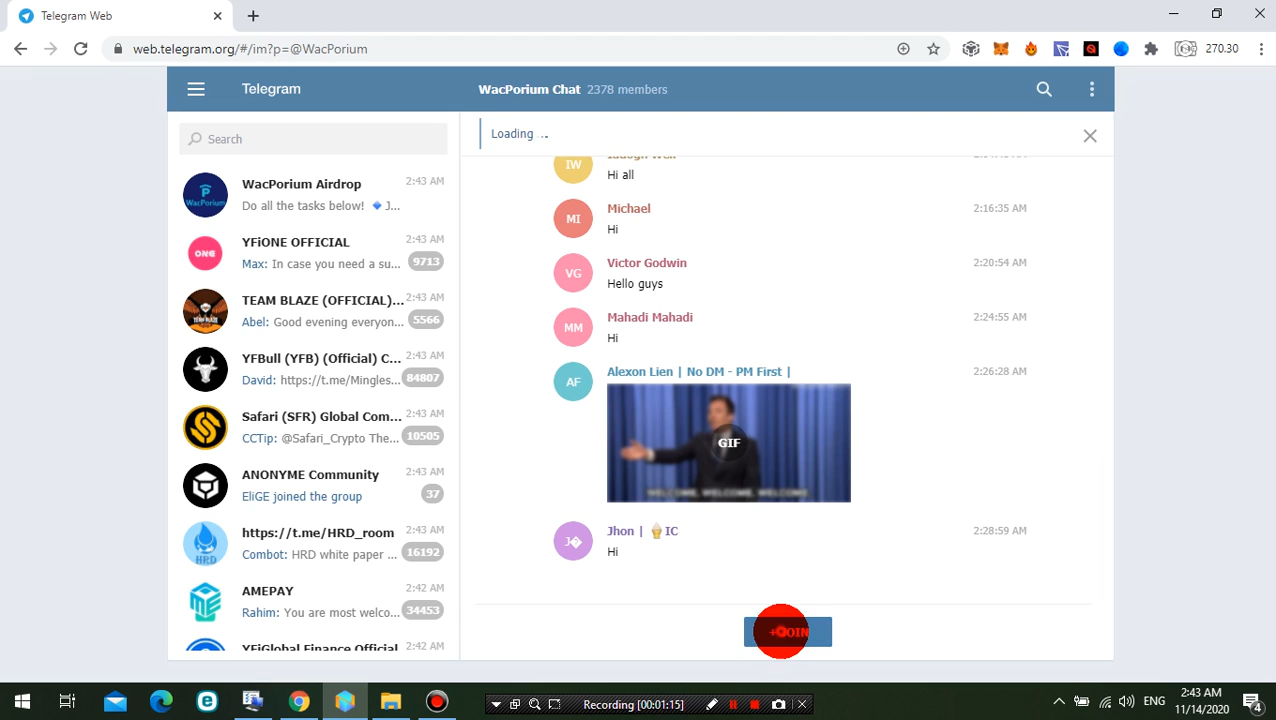 Telegram Web
web.telegram.org/#/im?p=@WacPorium
270.30
Telegram
WacPorium Chat 2378 members
Search
Loading ...
WacPorium Airdrop 2:43 AM
Do all the tasks below! 🔹 J...
YFiONE OFFICIAL 2:43 AM
Max: In case you need a su... 9713
TEAM BLAZE (OFFICIAL)... 2:43 AM
Abel: Good evening everyon... 5566
YFBull (YFB) (Official) C... 2:43 AM
David: https://t.me/Mingles... 84807
Safari (SFR) Global Com... 2:43 AM
CCTip: @Safari_Crypto The... 10505
ANONYME Community 2:43 AM
EliGE joined the group 37
https://t.me/HRD_room 2:43 AM
Combot: HRD white paper ... 16192
AMEPAY 2:42 AM
Rahim: You are most welco... 34453
YFiGlobal Finance Official 2:42 AM
P
WacPorium
ONE
HRD
IW
Hi all
MI Michael 2:16:35 AM
Hi
VG Victor Godwin 2:20:54 AM
Hello guys
MM Mahadi Mahadi 2:24:55 AM
Hi
AF Alexon Lien | No DM - PM First | 2:26:28 AM
GIF
WELCOME, WELCOME, WELCOME
J� Jhon | 🍦IC 2:28:59 AM
Hi
Recording [00:01:15]
ENG
2:43 AM
11/14/2020
4